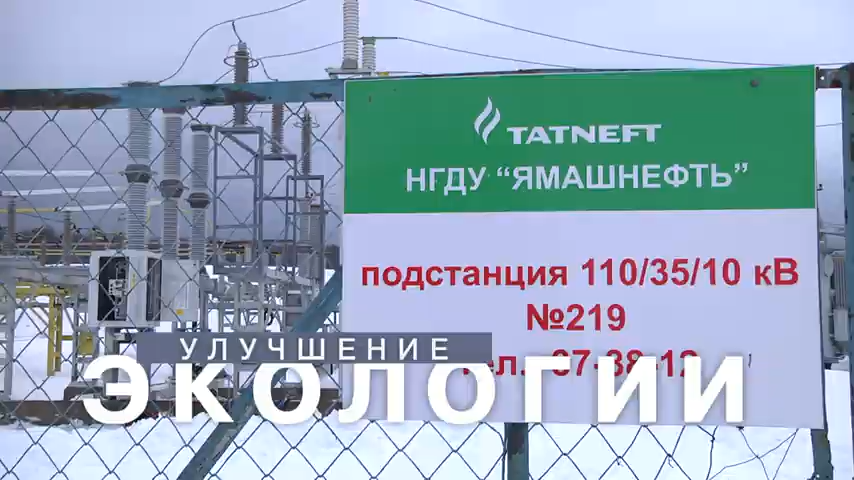 TATNEFT
НГДУ “ЯМАШНЕФТЬ”
подстанция 110/35/10 кВ
№219
УЛУЧШЕНИЕ
ЭКОЛОГИИ